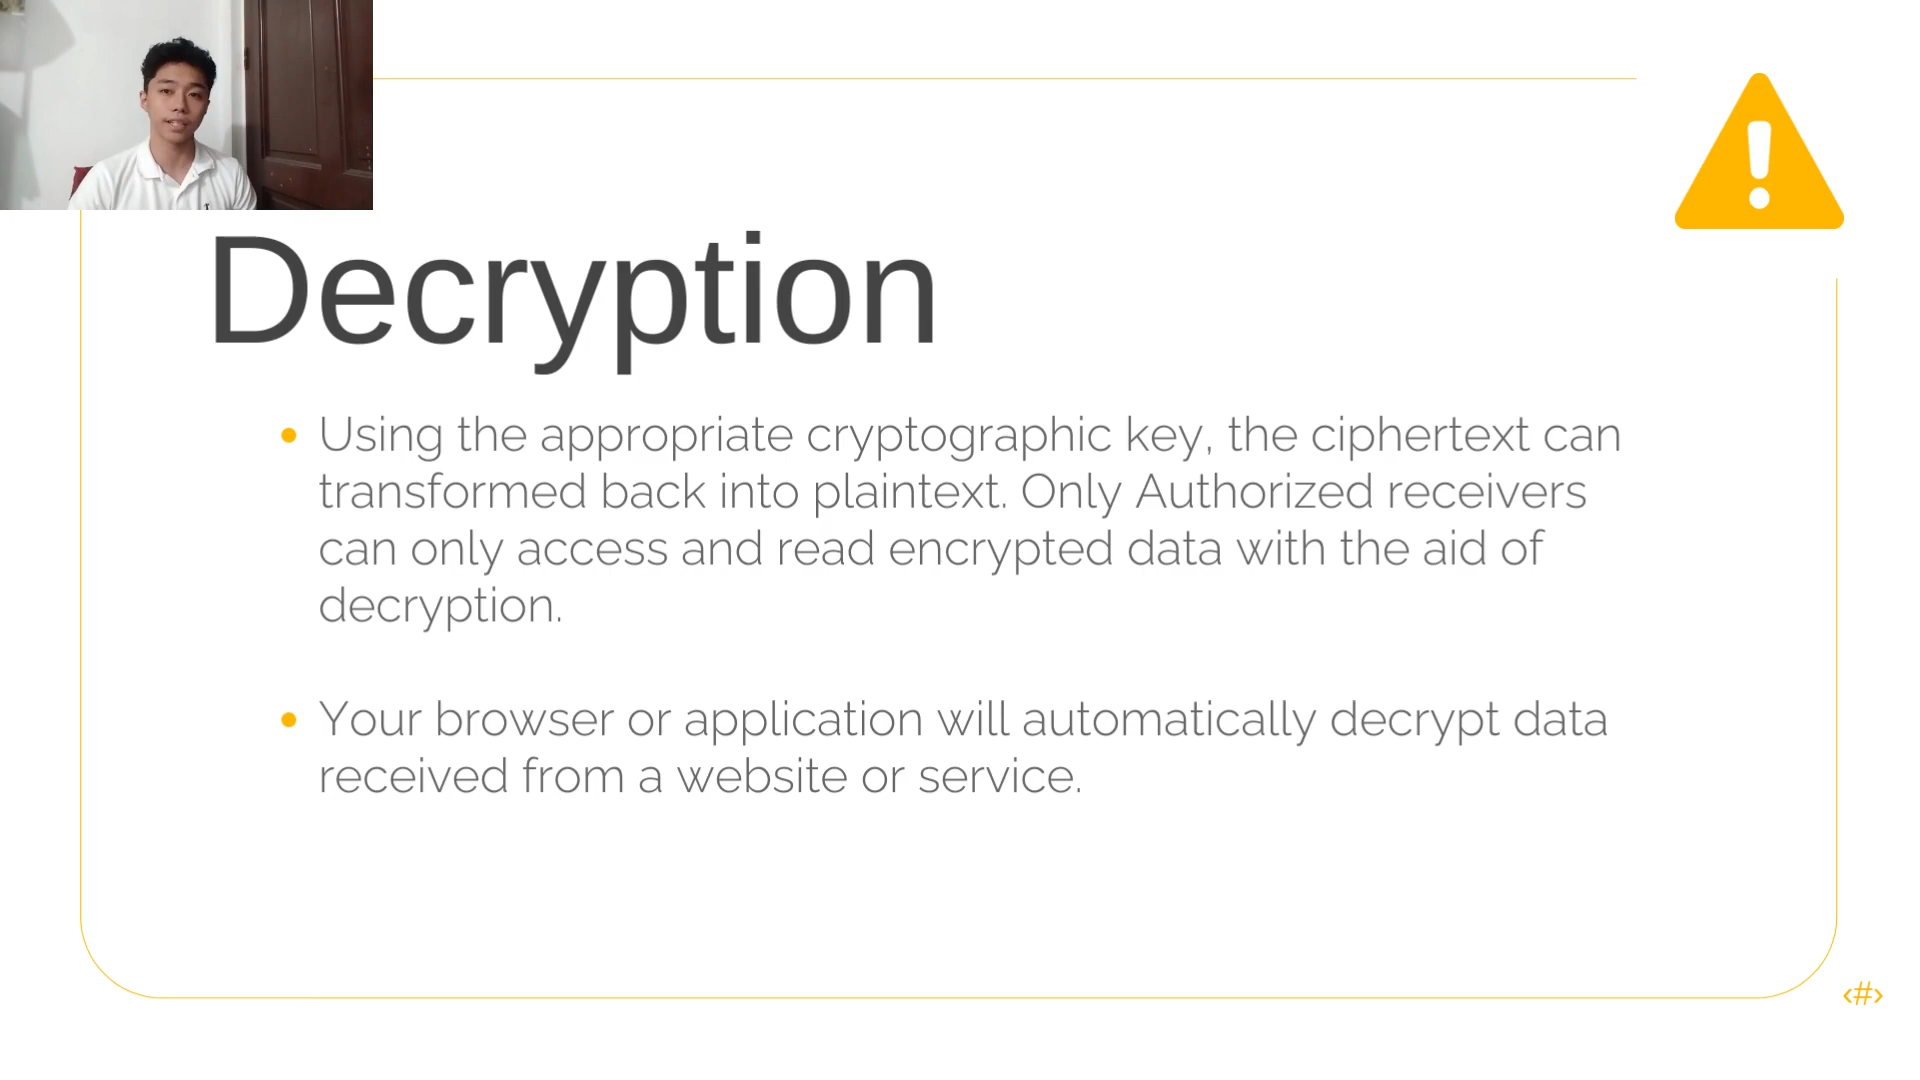 Decryption
Using the appropriate cryptographic key, the ciphertext can
transformed back into plaintext. Only Authorized receivers
can only access and read encrypted data with the aid of
decryption.
Your browser or application will automatically decrypt data
received from a website or service.
‹#›